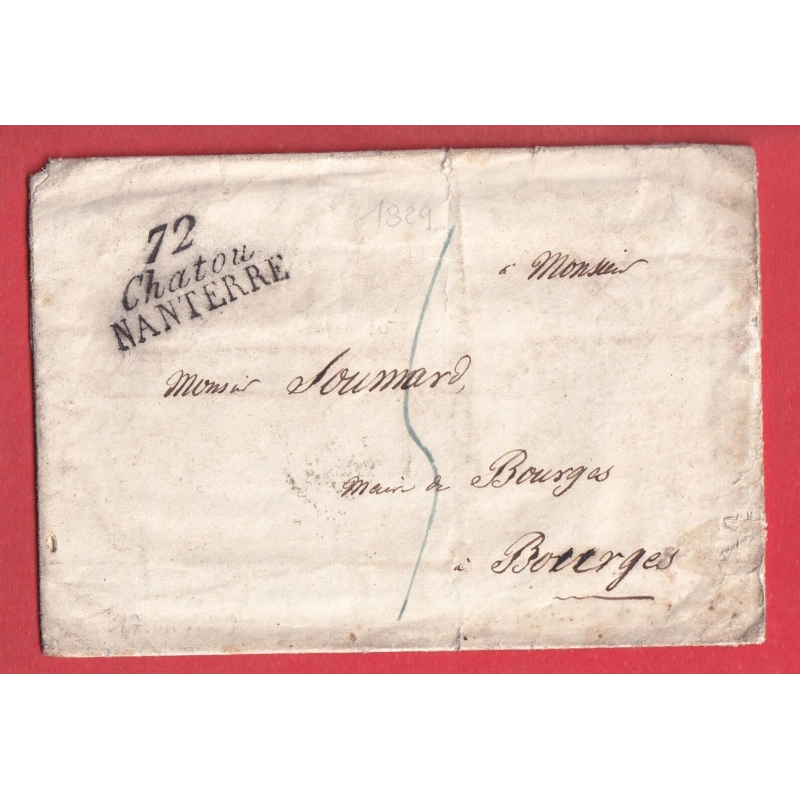 1829
72
Chatou
NANTERRE
à Monsieur
Monsieur Soumard,
Maire de Bourges
à Bourges